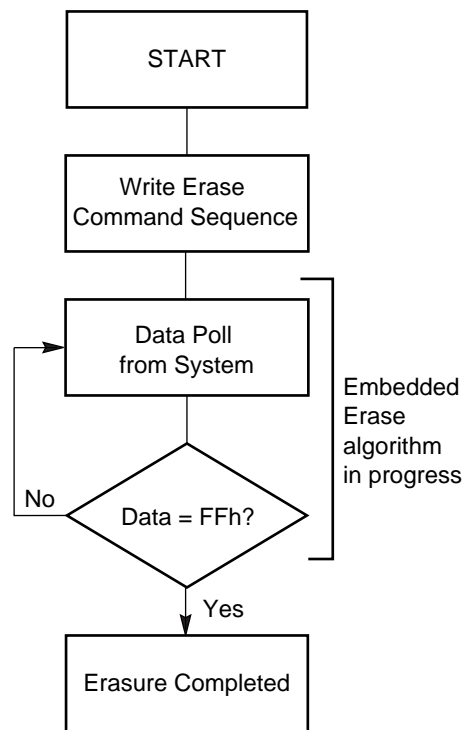 START
Write Erase
Command Sequence
Data Poll
from System
Embedded
Erase
algorithm
in progress
No
Data = FFh?
Yes
Erasure Completed